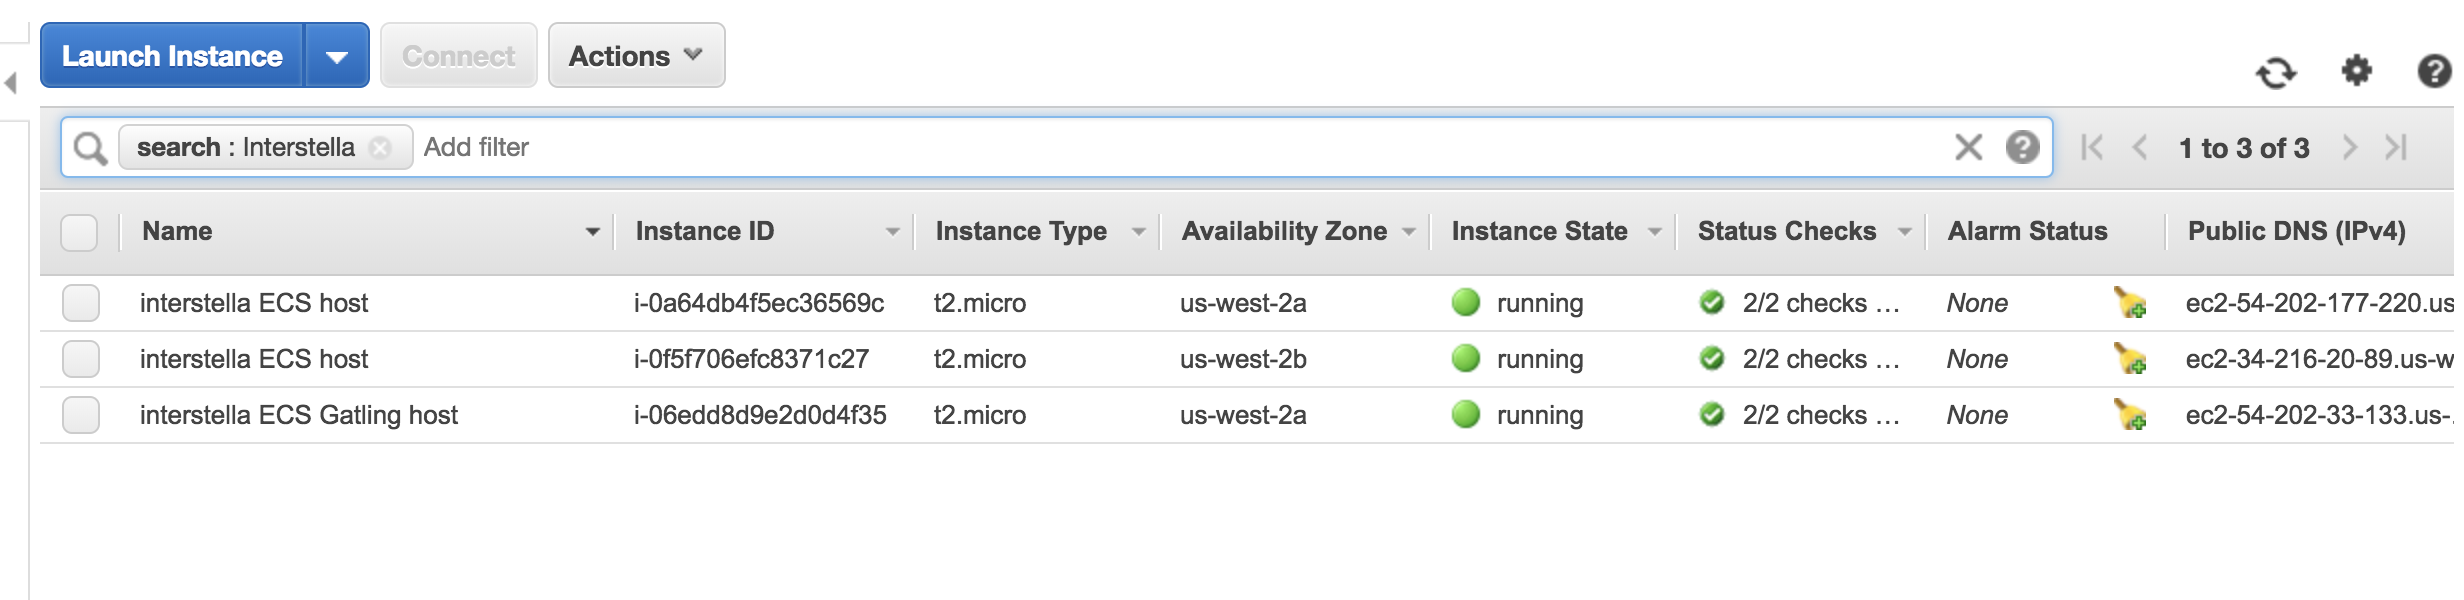 Launch Instance Connect Actions
search : Interstella Add filter 1 to 3 of 3
Name Instance ID Instance Type Availability Zone Instance State Status Checks Alarm Status Public DNS (IPv4)
interstella ECS host i-0a64db4f5ec36569c t2.micro us-west-2a running 2/2 checks ... None ec2-54-202-177-220.us
interstella ECS host i-0f5f706efc8371c27 t2.micro us-west-2b running 2/2 checks ... None ec2-34-216-20-89.us-w
interstella ECS Gatling host i-06edd8d9e2d0d4f35 t2.micro us-west-2a running 2/2 checks ... None ec2-54-202-33-133.us-